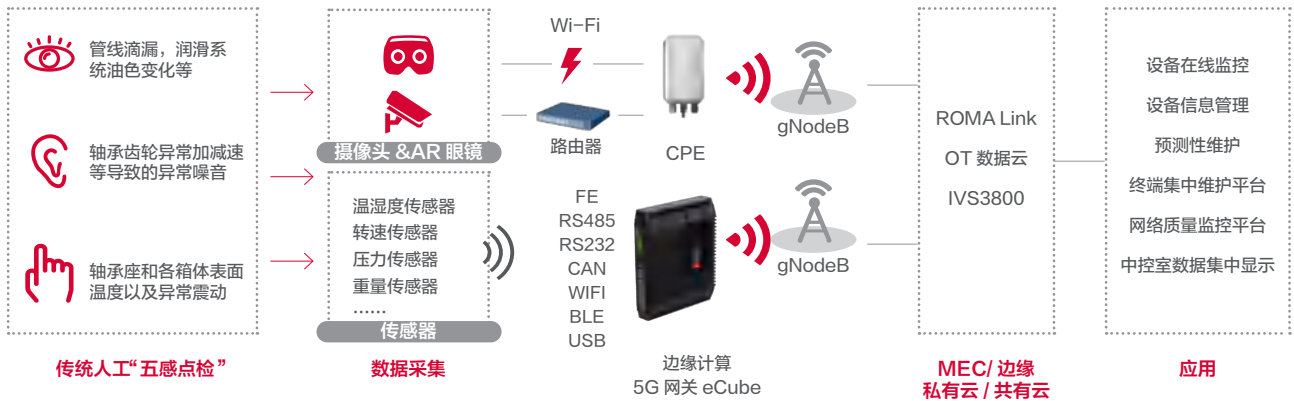 管线滴漏，润滑系
统油色变化等
轴承齿轮异常加减速
等导致的异常噪音
轴承座和各箱体表面
温度以及异常震动
传统人工“五感点检”
摄像头 &AR 眼镜
温湿度传感器
转速传感器
压力传感器
重量传感器
......
传感器
数据采集
Wi-Fi
路由器
CPE
gNodeB
FE
RS485
RS232
CAN
WIFI
BLE
USB
边缘计算
5G 网关 eCube
gNodeB
ROMA Link
OT 数据云
IVS3800
MEC/ 边缘
私有云 / 共有云
设备在线监控
设备信息管理
预测性维护
终端集中维护平台
网络质量监控平台
中控室数据集中显示
应用